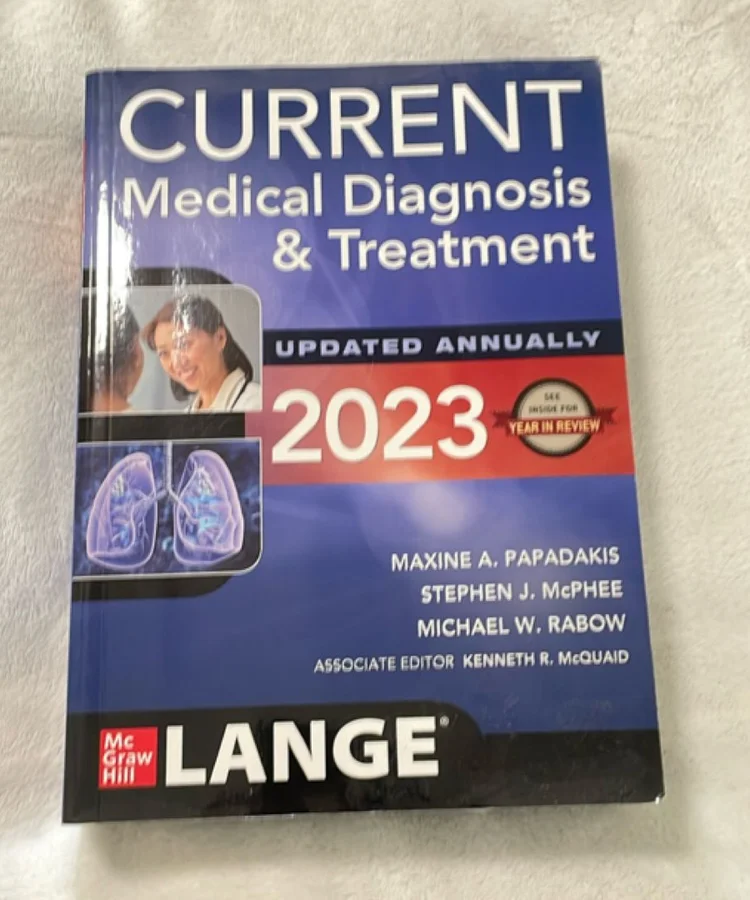 CURRENT
Medical Diagnosis
& Treatment
UPDATED ANNUALLY
2023
SEE
INSIDE FOR
YEAR IN REVIEW
MAXINE A. PAPADAKIS
STEPHEN J. McPHEE
MICHAEL W. RABOW
ASSOCIATE EDITOR KENNETH R. McQUAID
Mc
Graw
Hill
LANGE®